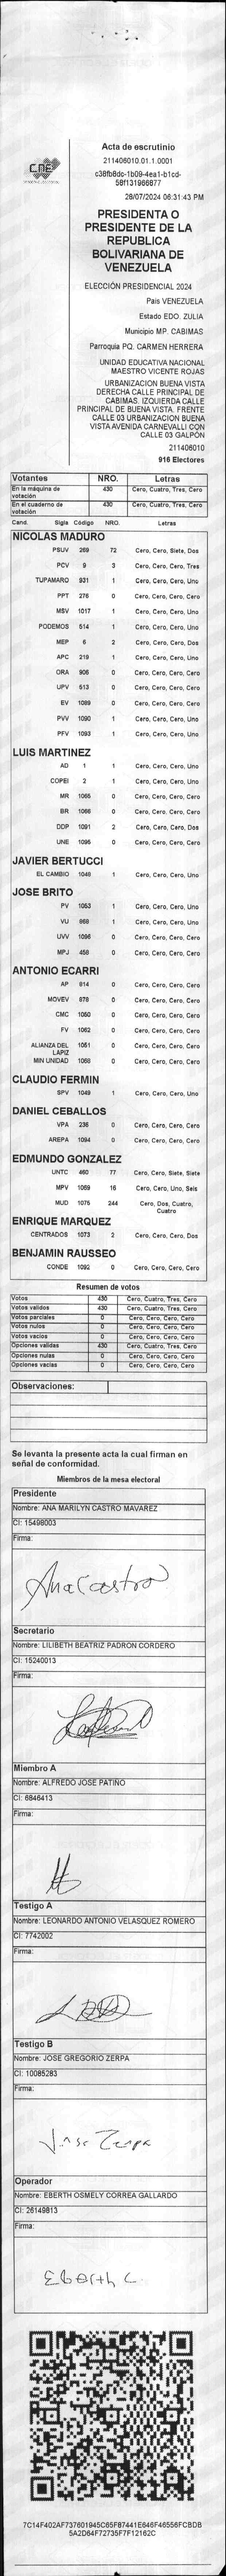 CNE
Acta de escrutinio
211406010.01.1.0001
c38fb8dc-1b09-4ea1-b1cd-
58f131966877
28/07/2024 06:31:43 PM
PRESIDENTA O
PRESIDENTE DE LA
REPUBLICA
BOLIVARIANA DE
VENEZUELA
ELECCIÓN PRESIDENCIAL 2024
Pais VENEZUELA
Estado EDO. ZULIA
Municipio MP. CABIMAS
Parroquia PQ. CARMEN HERRERA
UNIDAD EDUCATIVA NACIONAL
MAESTRO VICENTE ROJAS
URBANIZACION BUENA VISTA
DERECHA CALLE PRINCIPAL DE
CABIMAS. IZQUIERDA CALLE
PRINCIPAL DE BUENA VISTA. FRENTE
CALLE 03 URBANIZACION BUENA
VISTA AVENIDA CARNEVALLI CON
CALLE 03 GALPÓN
211406010
916 Electores
Votantes NRO. Letras
En la máquina de votación 430 Cero, Cuatro, Tres, Cero
En el cuaderno de votación 430 Cero, Cuatro, Tres, Cero
Cand. Sigla Código NRO. Letras
NICOLAS MADURO
PSUV 269 72 Cero, Cero, Siete, Dos
PCV 9 3 Cero, Cero, Cero, Tres
TUPAMARO 931 1 Cero, Cero, Cero, Uno
PPT 276 0 Cero, Cero, Cero, Cero
MSV 1017 1 Cero, Cero, Cero, Uno
PODEMOS 514 1 Cero, Cero, Cero, Uno
MEP 6 2 Cero, Cero, Cero, Dos
APC 219 1 Cero, Cero, Cero, Uno
ORA 906 0 Cero, Cero, Cero, Cero
UPV 513 0 Cero, Cero, Cero, Cero
EV 1089 0 Cero, Cero, Cero, Cero
PVV 1090 1 Cero, Cero, Cero, Uno
PFV 1093 1 Cero, Cero, Cero, Uno
LUIS MARTINEZ
AD 1 1 Cero, Cero, Cero, Uno
COPEI 2 1 Cero, Cero, Cero, Uno
MR 1065 0 Cero, Cero, Cero, Cero
BR 1066 0 Cero, Cero, Cero, Cero
DDP 1091 2 Cero, Cero, Cero, Dos
UNE 1095 0 Cero, Cero, Cero, Cero
JAVIER BERTUCCI
EL CAMBIO 1048 1 Cero, Cero, Cero, Uno
JOSE BRITO
PV 1053 1 Cero, Cero, Cero, Uno
VU 868 1 Cero, Cero, Cero, Uno
UVV 1096 0 Cero, Cero, Cero, Cero
MPJ 458 0 Cero, Cero, Cero, Cero
ANTONIO ECARRI
AP 914 0 Cero, Cero, Cero, Cero
MOVEV 878 0 Cero, Cero, Cero, Cero
CMC 1050 0 Cero, Cero, Cero, Cero
FV 1062 0 Cero, Cero, Cero, Cero
ALIANZA DEL LAPIZ 1051 0 Cero, Cero, Cero, Cero
MIN UNIDAD 1068 0 Cero, Cero, Cero, Cero
CLAUDIO FERMIN
SPV 1049 1 Cero, Cero, Cero, Uno
DANIEL CEBALLOS
VPA 236 0 Cero, Cero, Cero, Cero
AREPA 1094 0 Cero, Cero, Cero, Cero
EDMUNDO GONZALEZ
UNTC 460 77 Cero, Cero, Siete, Siete
MPV 1069 16 Cero, Cero, Uno, Seis
MUD 1075 244 Cero, Dos, Cuatro, Cuatro
ENRIQUE MARQUEZ
CENTRADOS 1073 2 Cero, Cero, Cero, Dos
BENJAMIN RAUSSEO
CONDE 1092 0 Cero, Cero, Cero, Cero
Resumen de votos
Votos 430 Cero, Cuatro, Tres, Cero
Votos validos 430 Cero, Cuatro, Tres, Cero
Votos parciales 0 Cero, Cero, Cero, Cero
Votos nulos 0 Cero, Cero, Cero, Cero
Votos vacios 0 Cero, Cero, Cero, Cero
Opciones validas 430 Cero, Cuatro, Tres, Cero
Opciones nulas 0 Cero, Cero, Cero, Cero
Opciones vacias 0 Cero, Cero, Cero, Cero
Observaciones:
Se levanta la presente acta la cual firman en
señal de conformidad.
Miembros de la mesa electoral
Presidente
Nombre: ANA MARILYN CASTRO MAVAREZ
CI: 15498003
Firma:
Ana Castro
Secretario
Nombre: LILIBETH BEATRIZ PADRON CORDERO
CI: 15240013
Firma:
Miembro A
Nombre: ALFREDO JOSE PATIÑO
CI: 6846413
Firma:
Testigo A
Nombre: LEONARDO ANTONIO VELASQUEZ ROMERO
CI: 7742002
Firma:
Testigo B
Nombre: JOSE GREGORIO ZERPA
CI: 10085283
Firma:
Jose Zerpa
Operador
Nombre: EBERTH OSMELY CORREA GALLARDO
CI: 26149813
Firma:
Eberth C.
7C14F402AF737601945C65F87441E646F46556FCBDB
5A2D64F72735F7F12162C